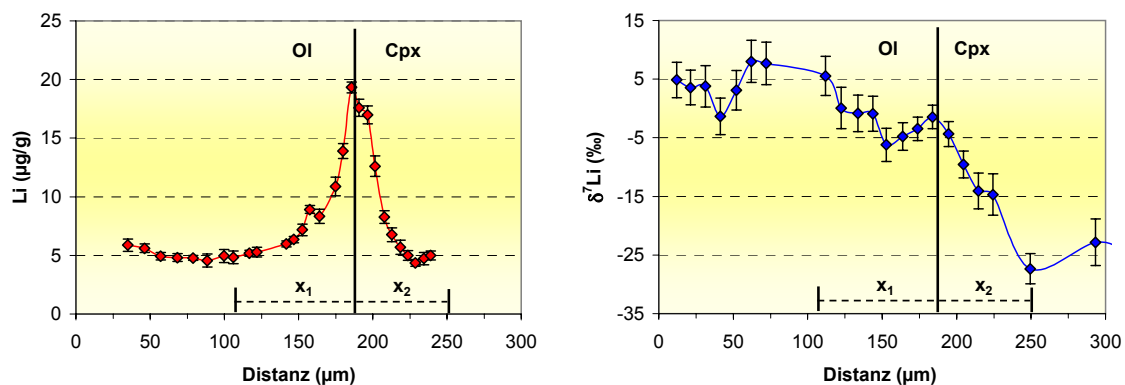 25
20
15
10
5
0
Li (µg/g)
Ol Cpx
x₁ x₂
0 50 100 150 200 250 300
Distanz (µm)
15
5
-5
-15
-25
-35
δ⁷Li (‰)
Ol Cpx
x₁ x₂
0 50 100 150 200 250 300
Distanz (µm)